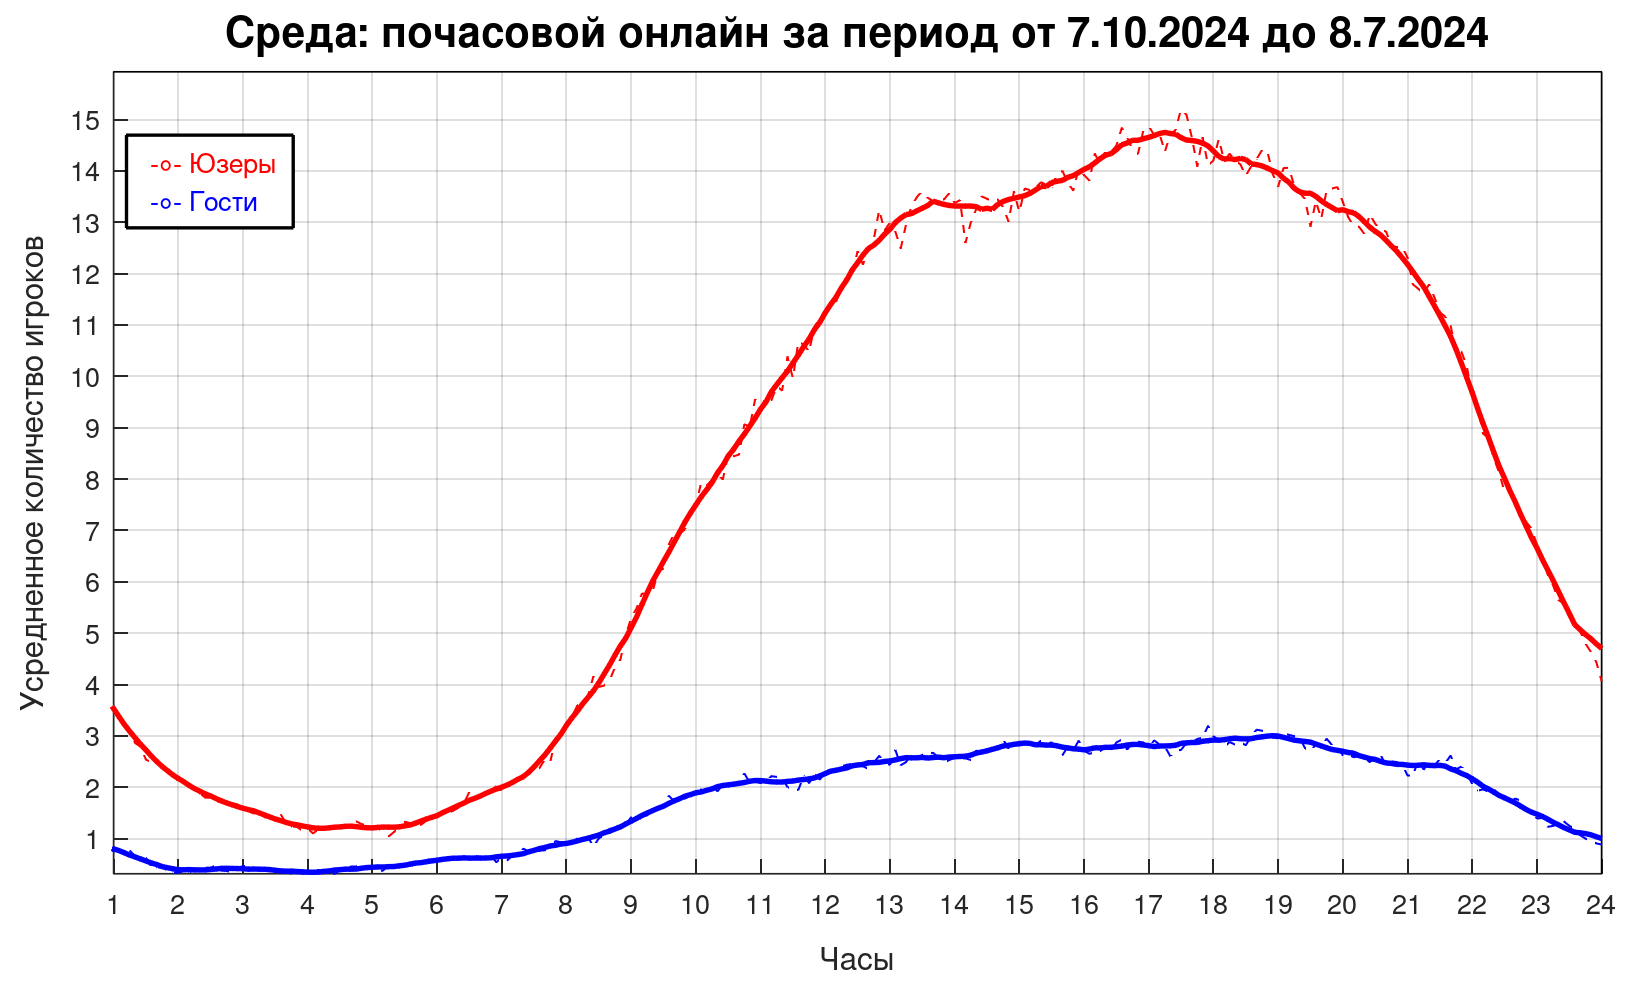 Среда: почасовой онлайн за период от 7.10.2024 до 8.7.2024
15
14
13
12
11
10
9
8
7
6
5
4
3
2
1
-o- Юзеры
-o- Гости
Усредненное количество игроков
1 2 3 4 5 6 7 8 9 10 11 12 13 14 15 16 17 18 19 20 21 22 23 24
Часы